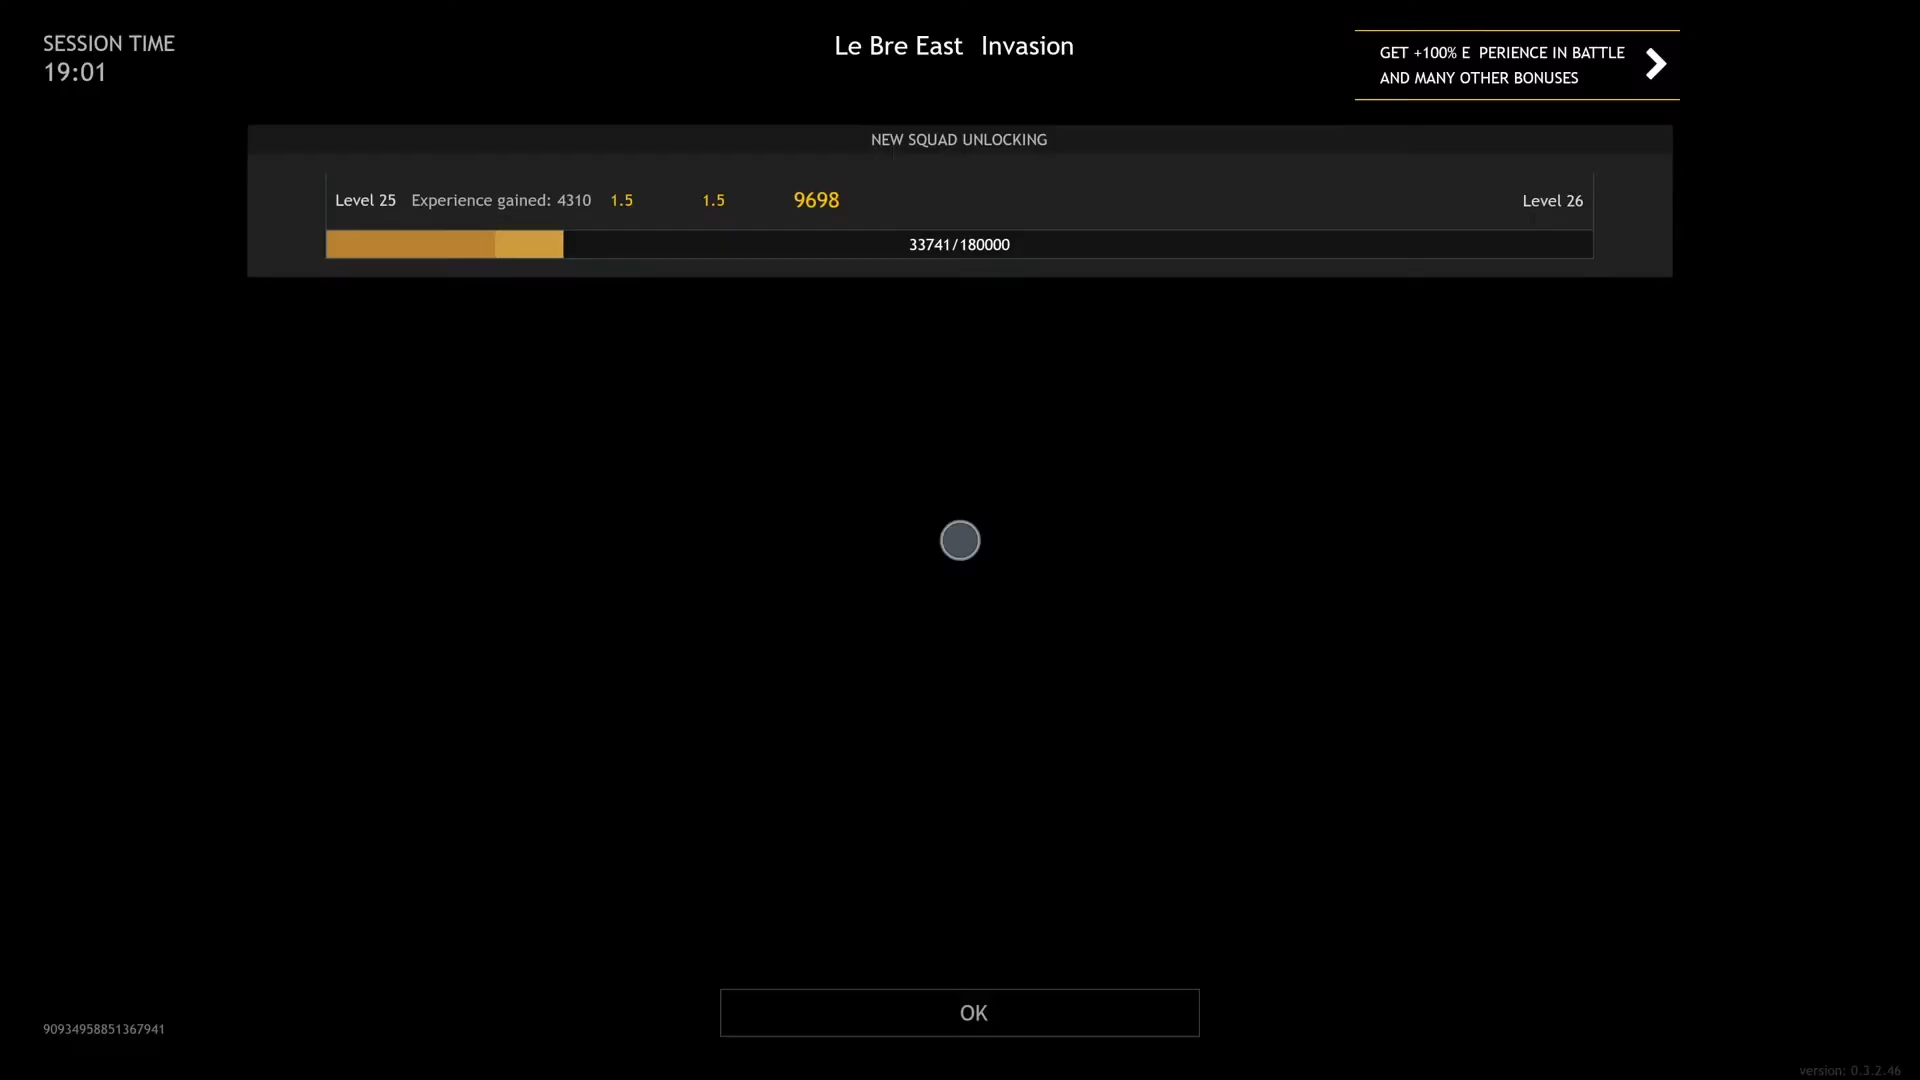 SESSION TIME
19:01
Le Bre East Invasion
GET +100% E PERIENCE IN BATTLE
AND MANY OTHER BONUSES
NEW SQUAD UNLOCKING
Level 25 Experience gained: 4310 1.5 1.5 9698 Level 26
33741/180000
OK
90934958851367941
version: 0.3.2.46